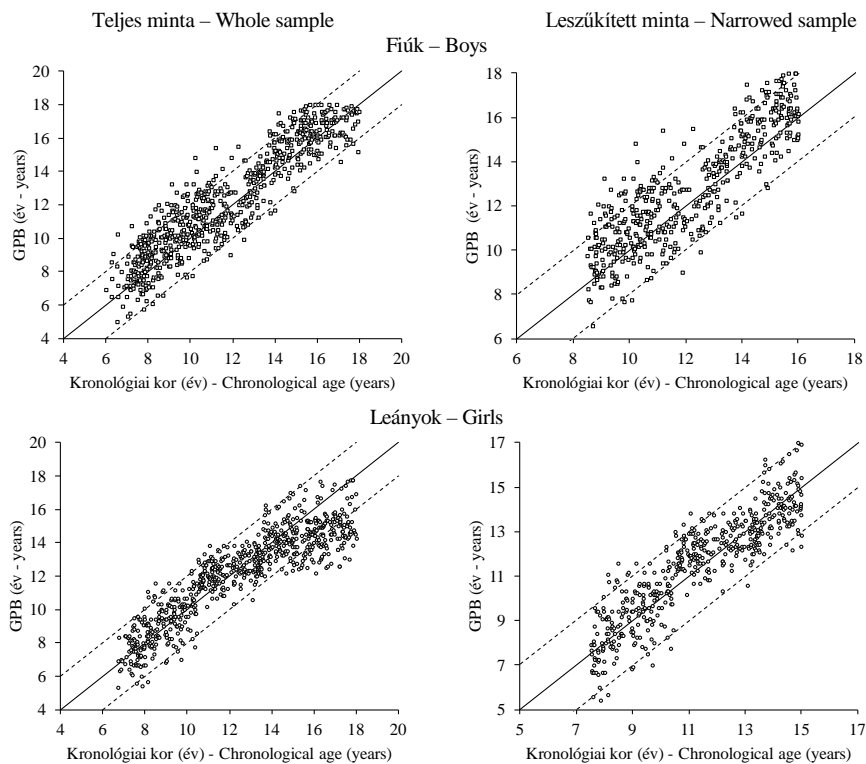 Teljes minta – Whole sample
Leszűkített minta – Narrowed sample
Fiúk – Boys
20
18
16
14
12
10
8
6
4
GPB (év - years)
4 6 8 10 12 14 16 18 20
Kronológiai kor (év) - Chronological age (years)
18
16
14
12
10
8
6
GPB (év - years)
6 8 10 12 14 16 18
Kronológiai kor (év) - Chronological age (years)
Leányok – Girls
20
18
16
14
12
10
8
6
4
GPB (év - years)
4 6 8 10 12 14 16 18 20
Kronológiai kor (év) - Chronological age (years)
17
15
13
11
9
7
5
GPB (év - years)
5 7 9 11 13 15 17
Kronológiai kor (év) - Chronological age (years)